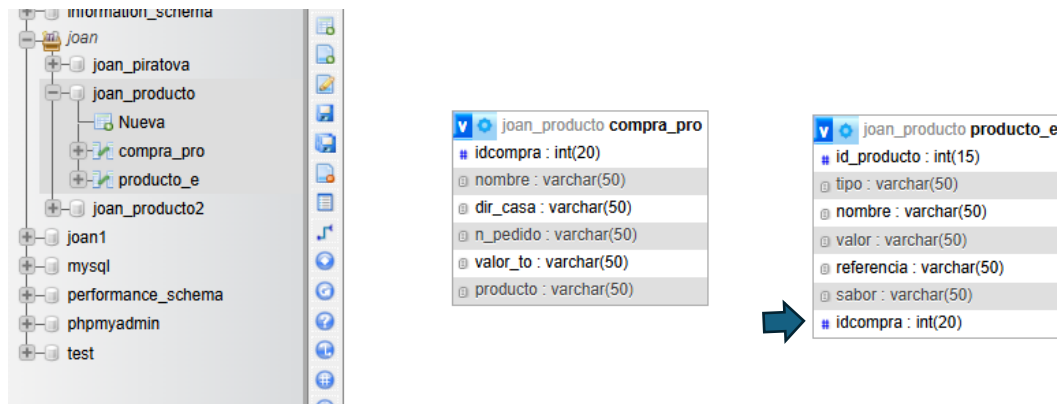 information_schema
joan
joan_piratova
joan_producto
Nueva
compra_pro
producto_e
joan_producto2
joan1
mysql
performance_schema
phpmyadmin
test
joan_producto compra_pro
idcompra : int(20)
nombre : varchar(50)
dir_casa : varchar(50)
n_pedido : varchar(50)
valor_to : varchar(50)
producto : varchar(50)
joan_producto producto_e
id_producto : int(15)
tipo : varchar(50)
nombre : varchar(50)
valor : varchar(50)
referencia : varchar(50)
sabor : varchar(50)
idcompra : int(20)